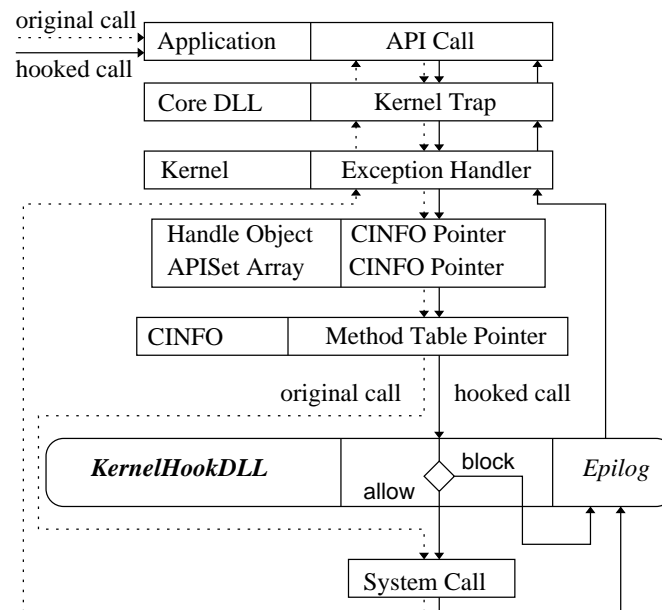 original call
hooked call
Application API Call
Core DLL Kernel Trap
Kernel Exception Handler
Handle Object CINFO Pointer
APISet Array CINFO Pointer
CINFO Method Table Pointer
original call hooked call
KernelHookDLL block Epilog
allow
System Call